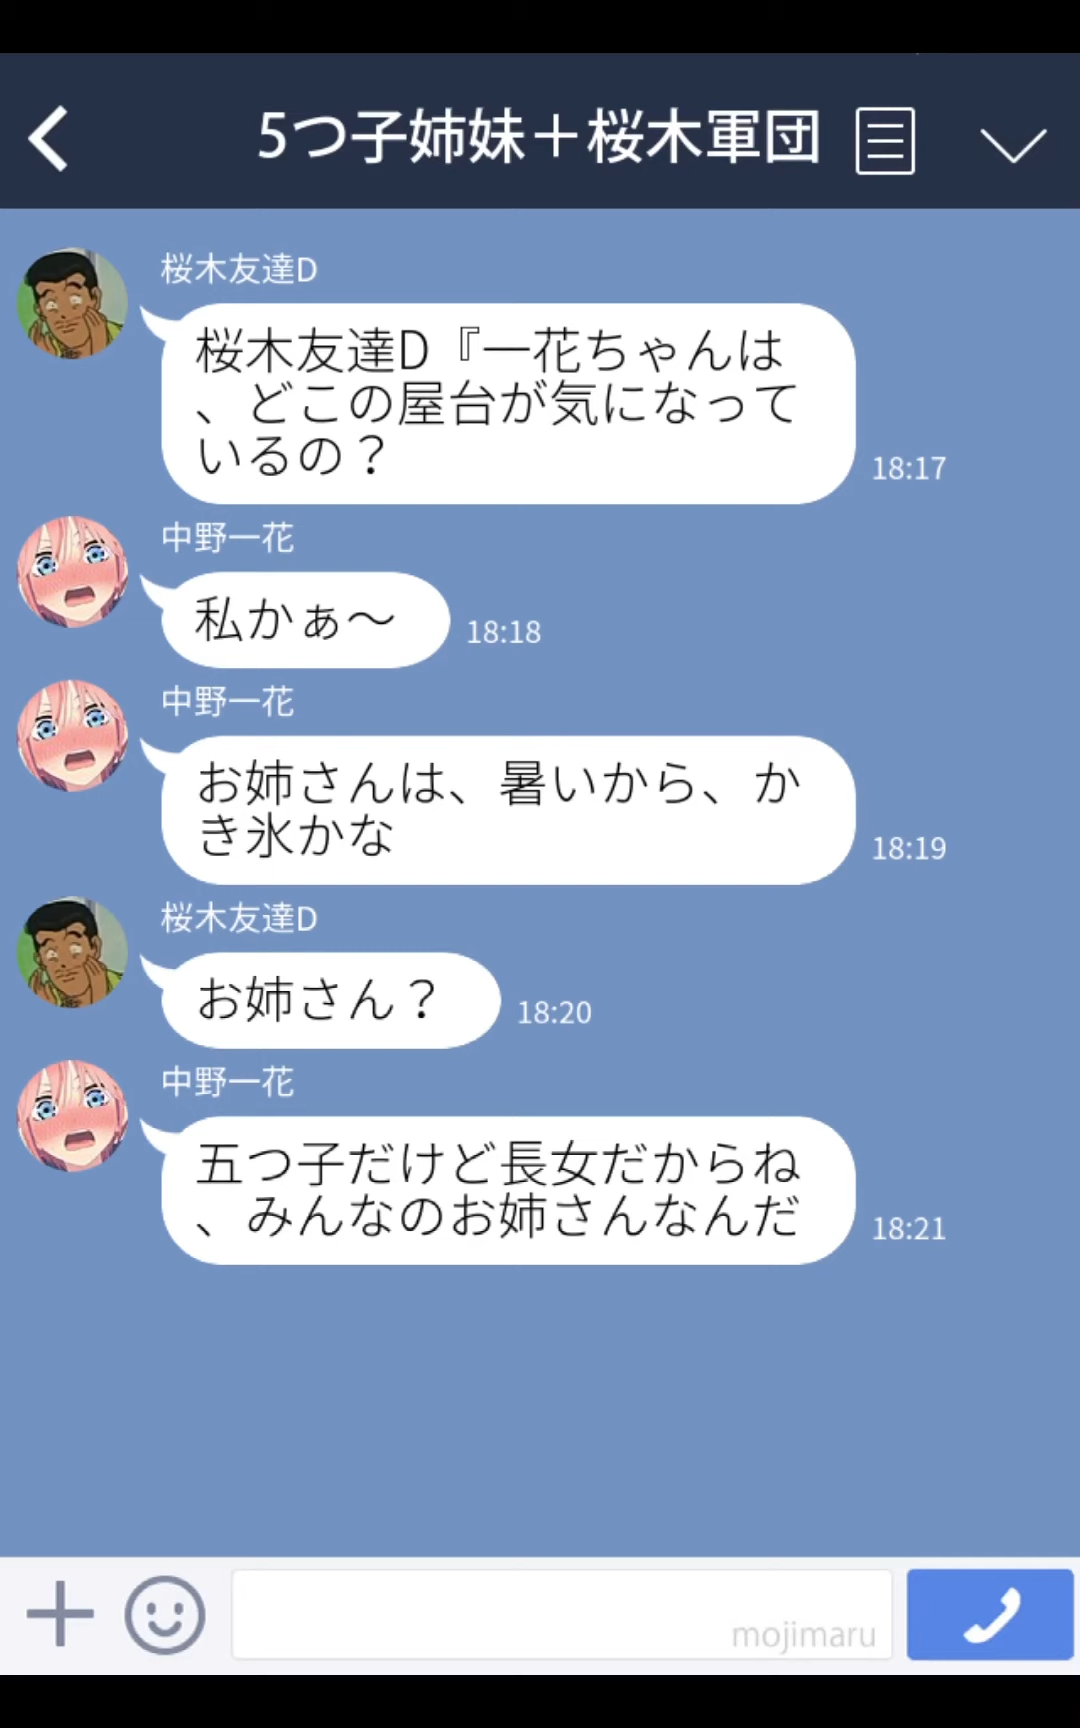 5つ子姉妹＋桜木軍団
桜木友達D
桜木友達D『一花ちゃんは
、どこの屋台が気になって
いるの？
18:17
中野一花
私かぁ〜
18:18
中野一花
お姉さんは、暑いから、か
き氷かな
18:19
桜木友達D
お姉さん？
18:20
中野一花
五つ子だけど長女だからね
、みんなのお姉さんなんだ
18:21
mojimaru